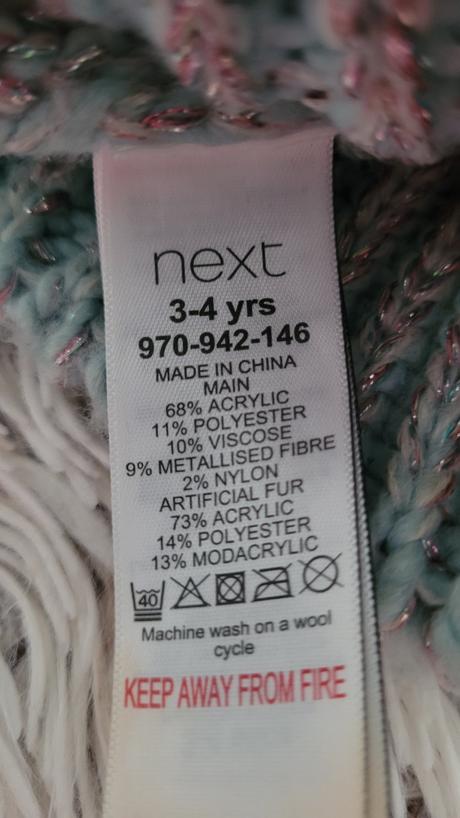 next
3-4 yrs
970-942-146
MADE IN CHINA
MAIN
68% ACRYLIC
11% POLYESTER
10% VISCOSE
9% METALLISED FIBRE
2% NYLON
ARTIFICIAL FUR
73% ACRYLIC
14% POLYESTER
13% MODACRYLIC
40
Machine wash on a wool
cycle
KEEP AWAY FROM FIRE